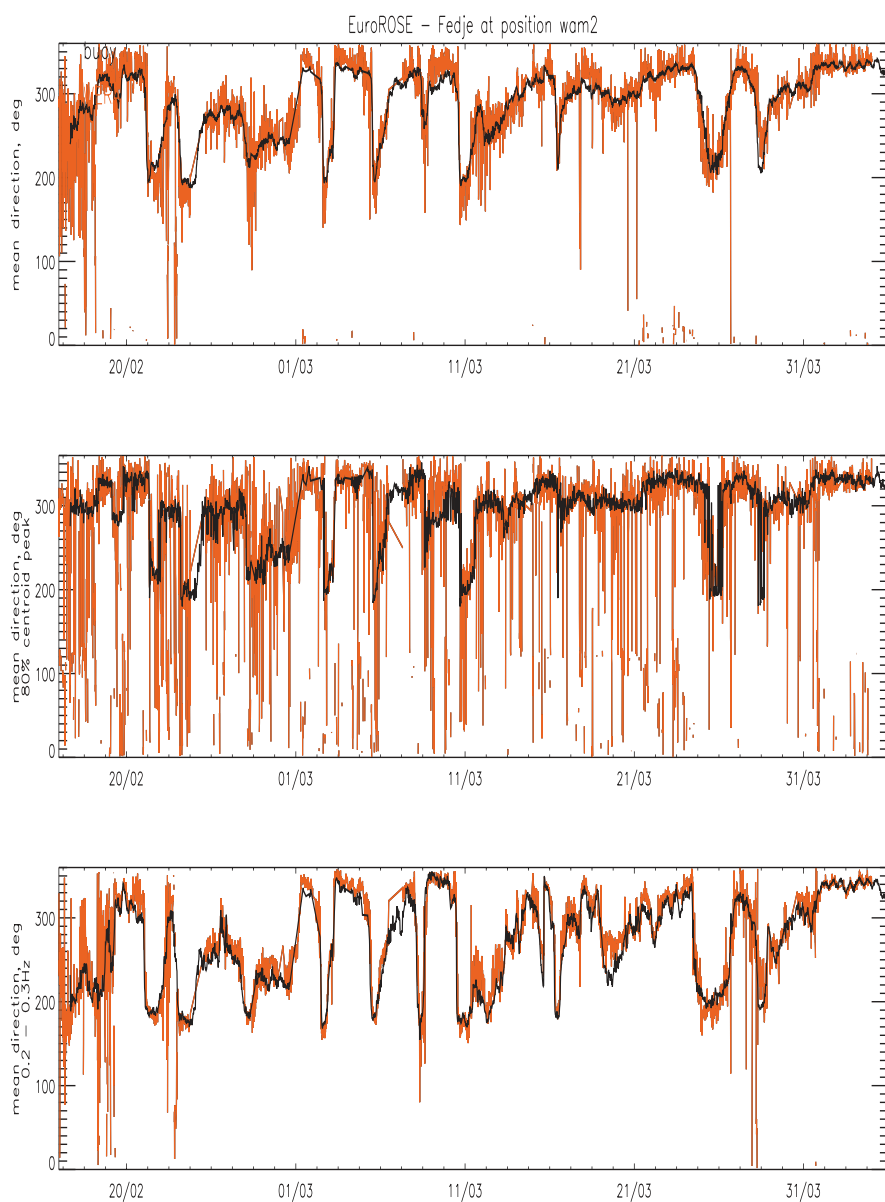 EuroROSE – Fedje at position wam2
buoy
mean direction, deg
300
200
100
0
20/02 01/03 11/03 21/03 31/03
mean direction, deg
80% centroid peak
300
200
100
0
20/02 01/03 11/03 21/03 31/03
mean direction, deg
0.2 – 0.3Hz
300
200
100
0
20/02 01/03 11/03 21/03 31/03